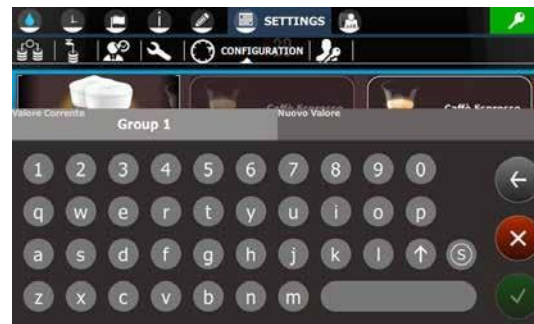 SETTINGS
CONFIGURATION
Caffè Espresso Caffè Espresso
Valore Corrente Nuovo Valore
Group 1
1 2 3 4 5 6 7 8 9 0
q w e r t y u i o p
a s d f g h j k l S
z x c v b n m